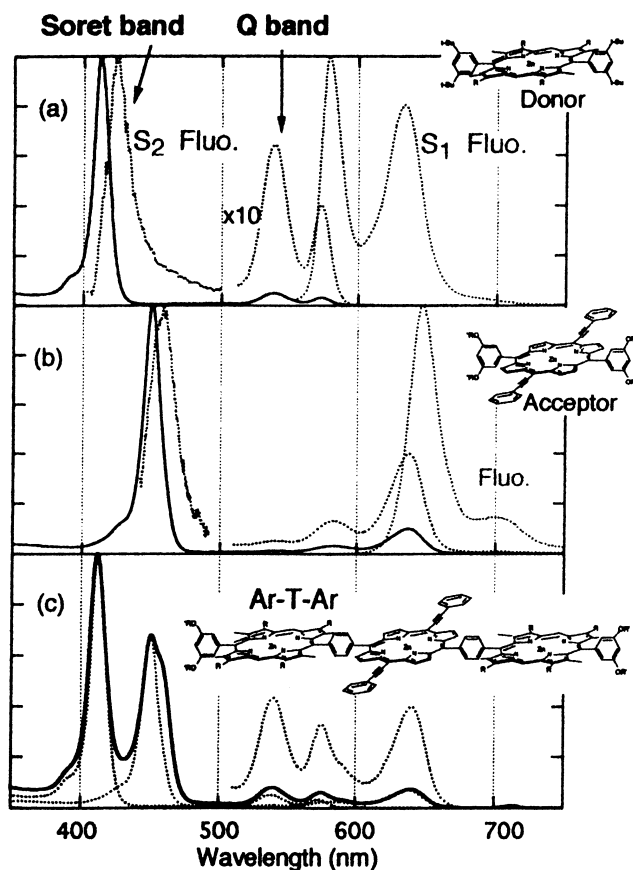 Soret band
Q band
(a)
S2 Fluo.
x10
S1 Fluo.
Donor
(b)
Fluo.
Acceptor
(c)
Ar-T-Ar
400
500
600
700
Wavelength (nm)